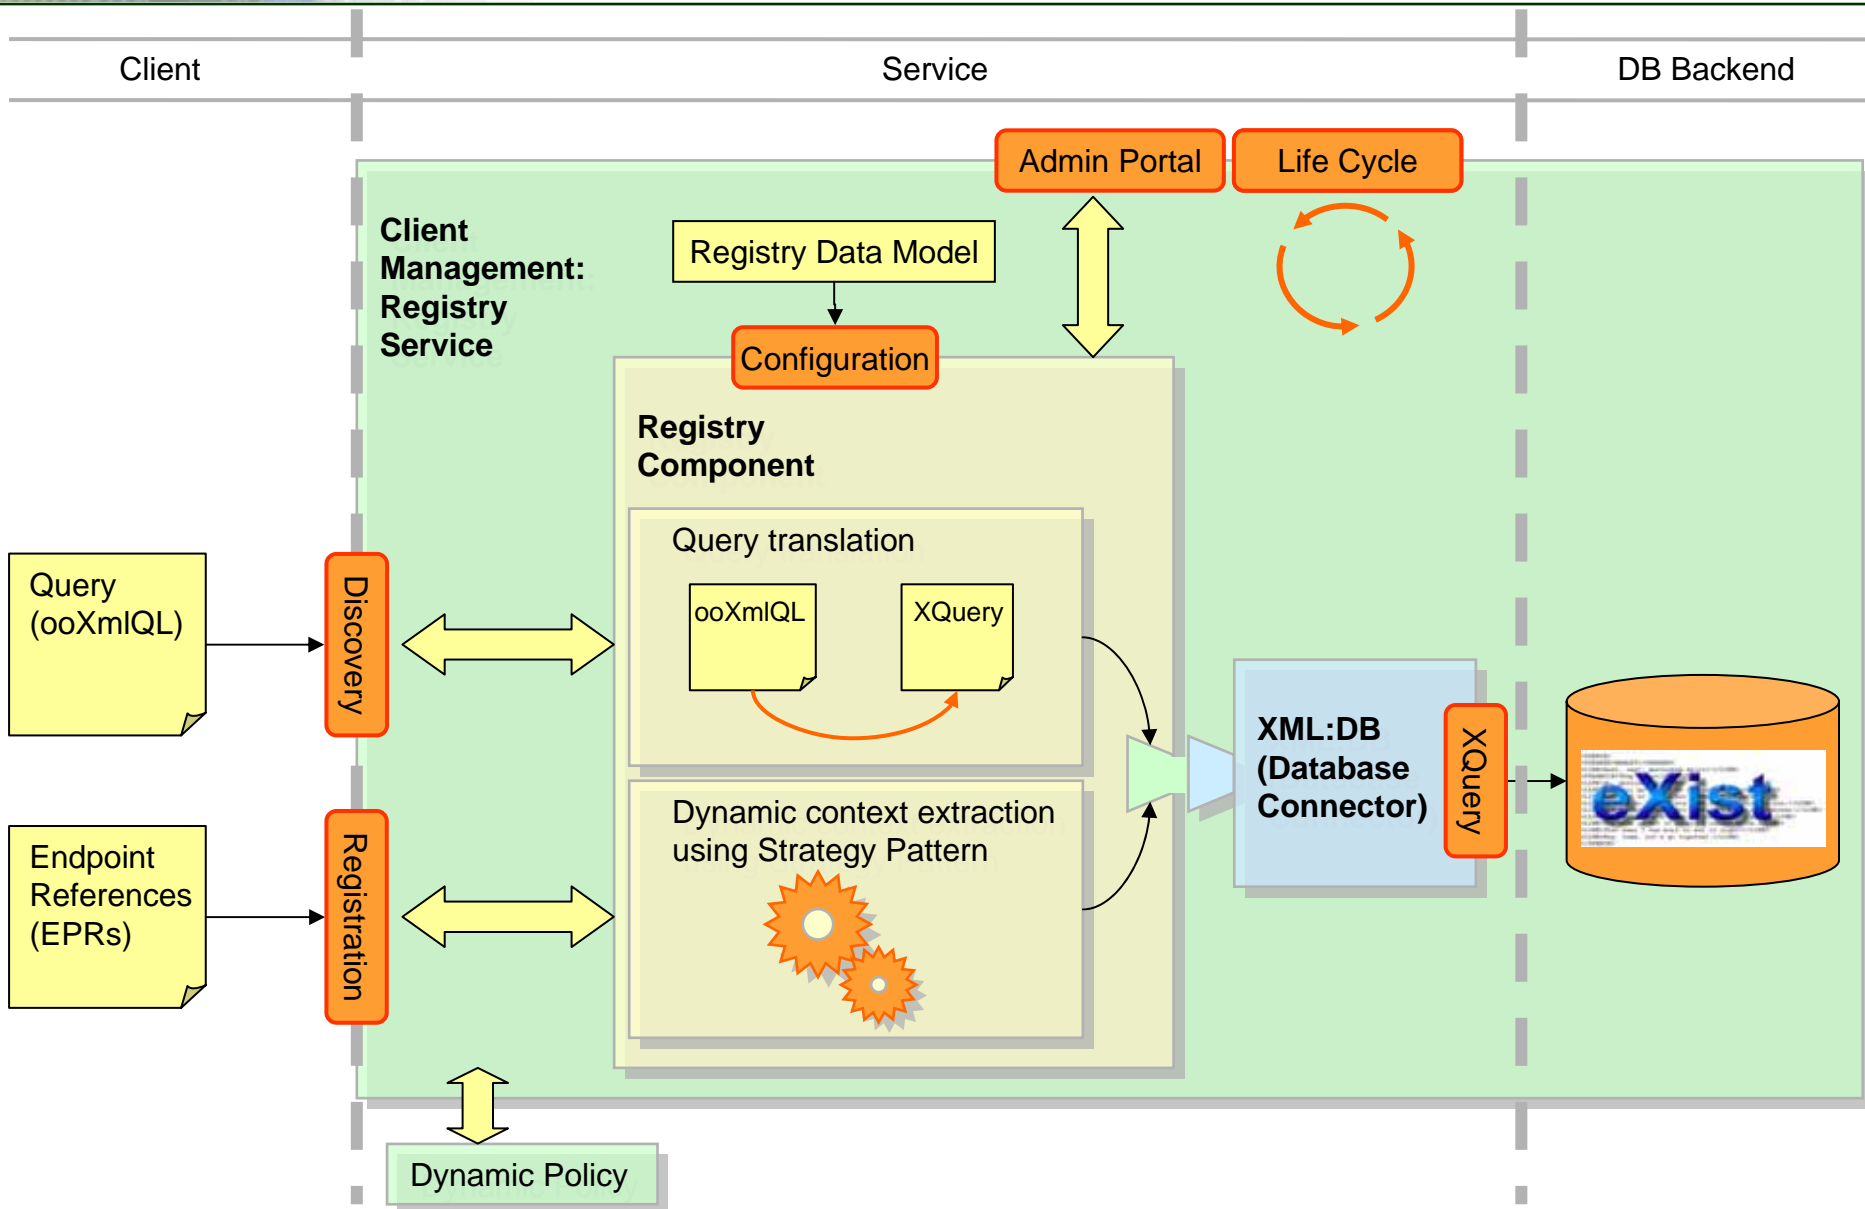 Client
Service
DB Backend
Admin Portal
Life Cycle
Client
Management:
Registry
Service
Registry Data Model
Configuration
Registry
Component
Query translation
ooXmlQL
XQuery
Query
(ooXmlQL)
Discovery
XML:DB
(Database
Connector)
XQuery
eXist
Dynamic context extraction
using Strategy Pattern
Endpoint
References
(EPRs)
Registration
Dynamic Policy